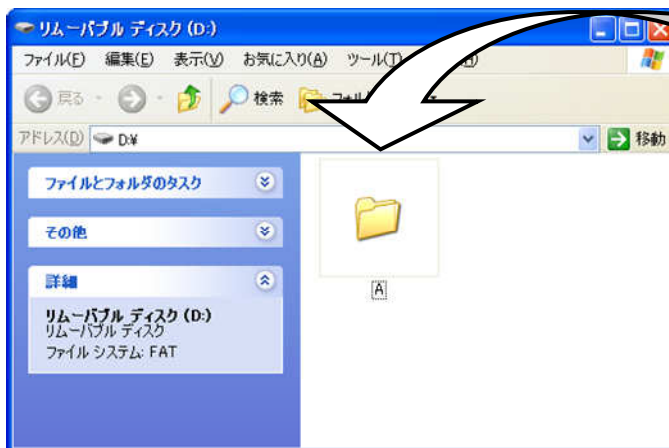 リムーバブル ディスク (D:)
ファイル(F) 編集(E) 表示(V) お気に入り(A) ツール(T)
戻る 検索
アドレス(D) D:¥ 移動
ファイルとフォルダのタスク
その他
詳細
リムーバブル ディスク (D:)
リムーバブル ディスク
ファイル システム: FAT
A